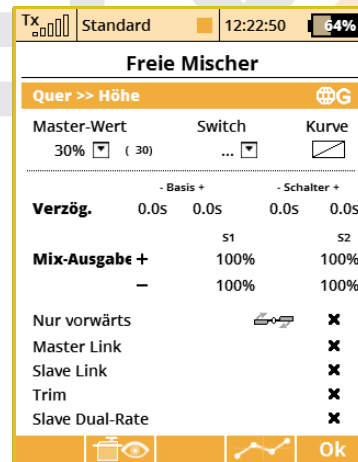 Tx Standard 12:22:50 64%
Freie Mischer
Quer >> Höhe G
Master-Wert Switch Kurve
30% ( 30) ...
- Basis + - Schalter +
Verzög. 0.0s 0.0s 0.0s 0.0s
S1 S2
Mix-Ausgabe + 100% 100%
– 100% 100%
Nur vorwärts
Master Link
Slave Link
Trim
Slave Dual-Rate
Ok